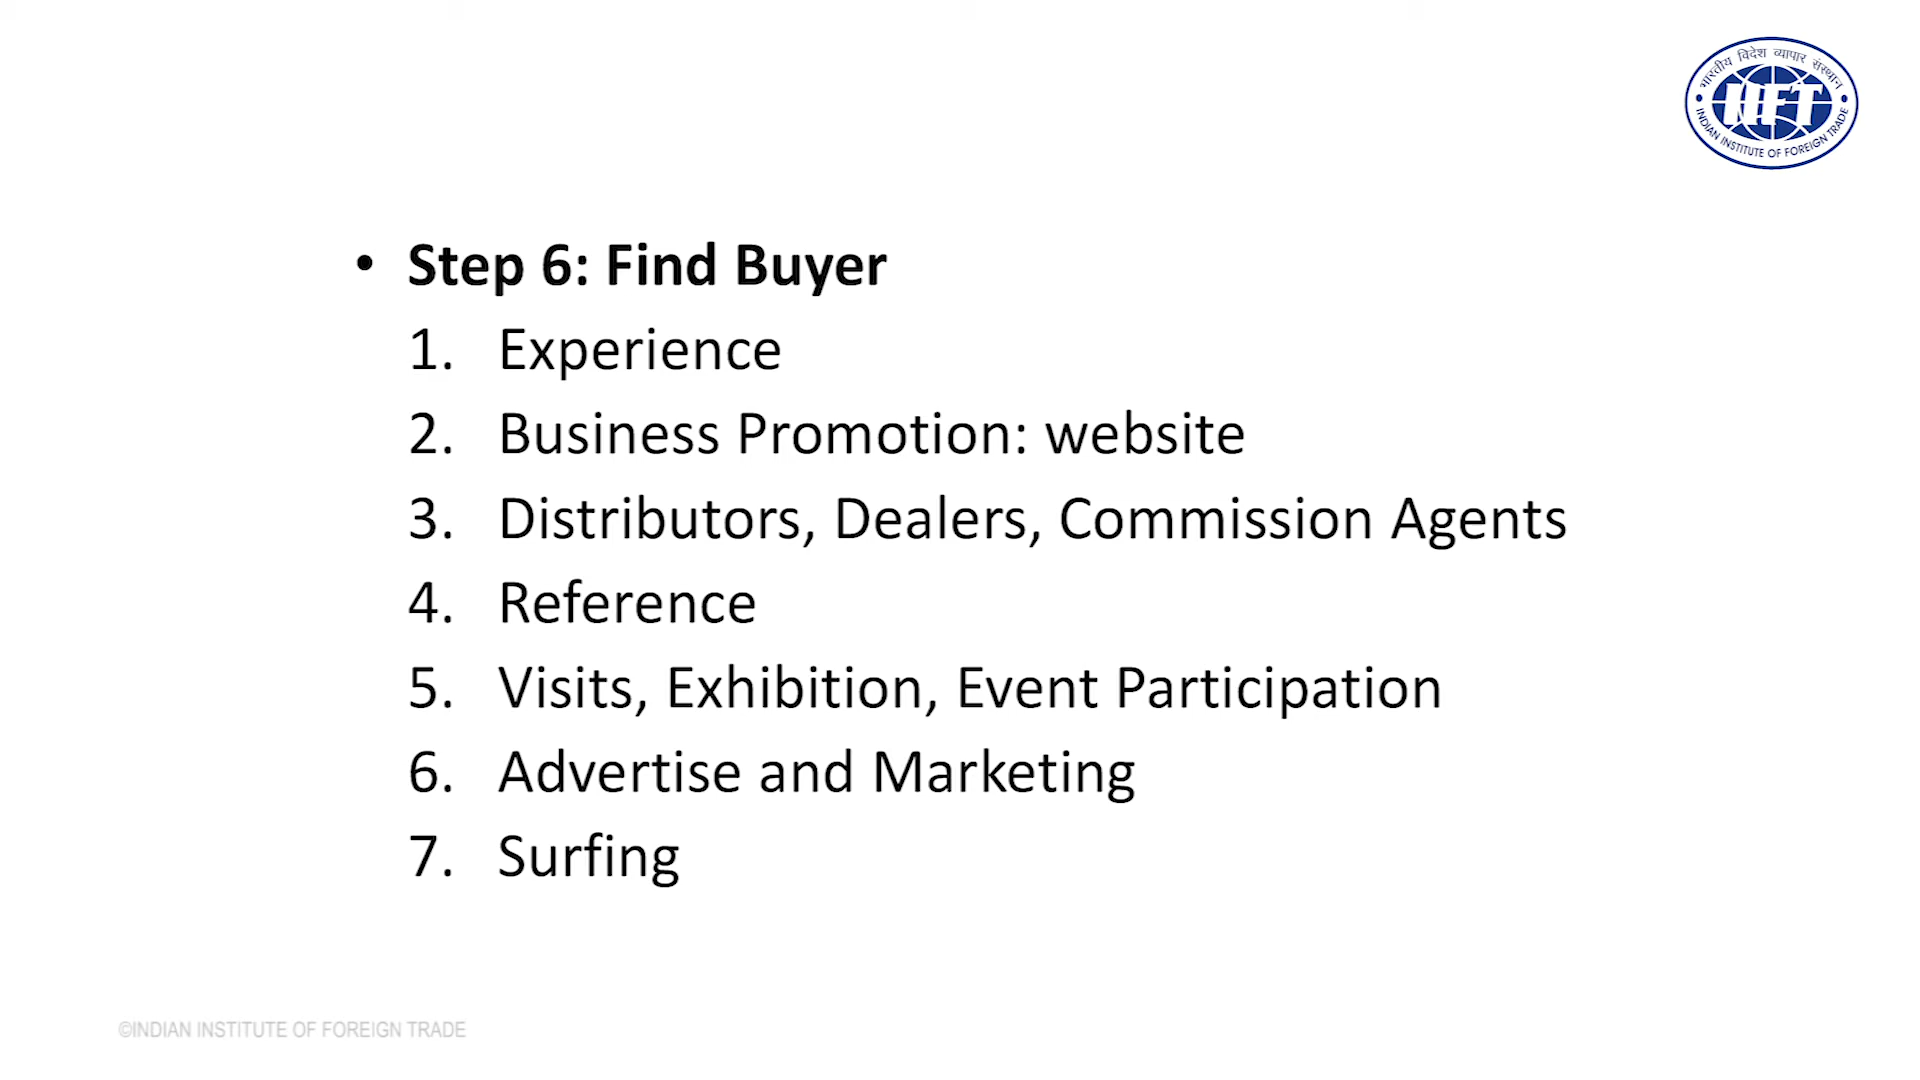 भारतीय विदेश व्यापार संस्थान
IIFT
INDIAN INSTITUTE OF FOREIGN TRADE
• Step 6: Find Buyer
1. Experience
2. Business Promotion: website
3. Distributors, Dealers, Commission Agents
4. Reference
5. Visits, Exhibition, Event Participation
6. Advertise and Marketing
7. Surfing
©INDIAN INSTITUTE OF FOREIGN TRADE